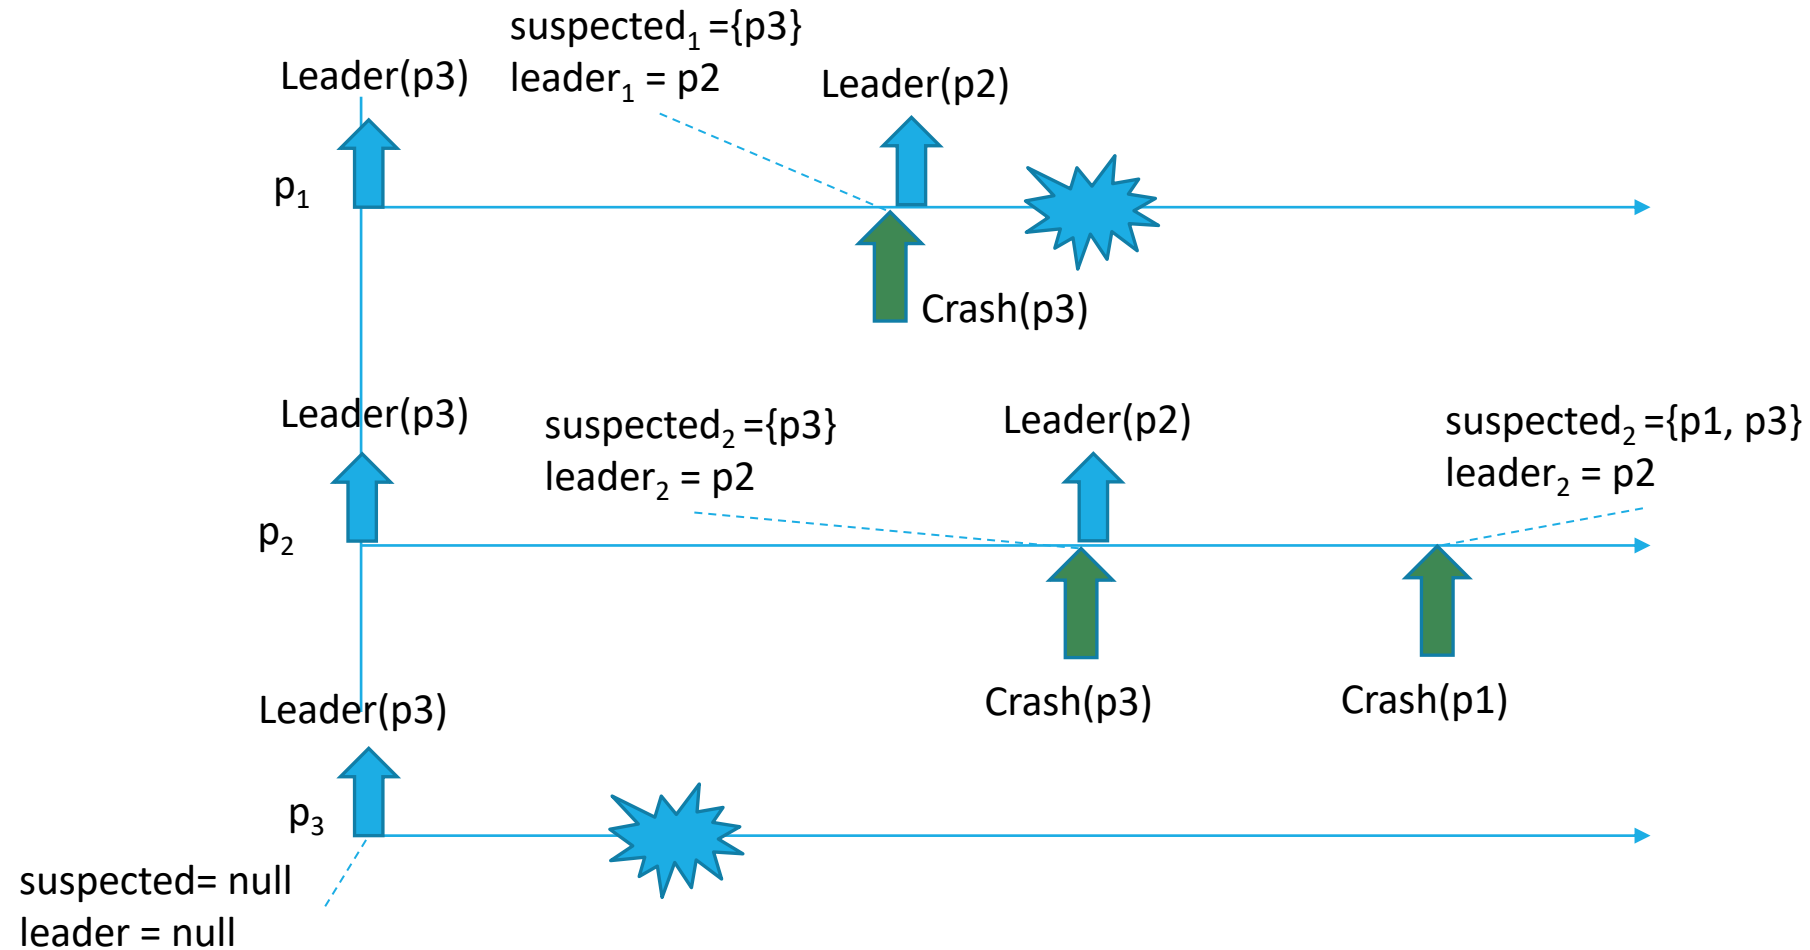 suspected₁ ={p3}
leader₁ = p2
Leader(p3)
Leader(p2)
p₁
Crash(p3)
Leader(p3)
suspected₂ ={p3}
leader₂ = p2
Leader(p2)
suspected₂ ={p1, p3}
leader₂ = p2
p₂
Crash(p3)
Crash(p1)
Leader(p3)
p₃
suspected= null
leader = null